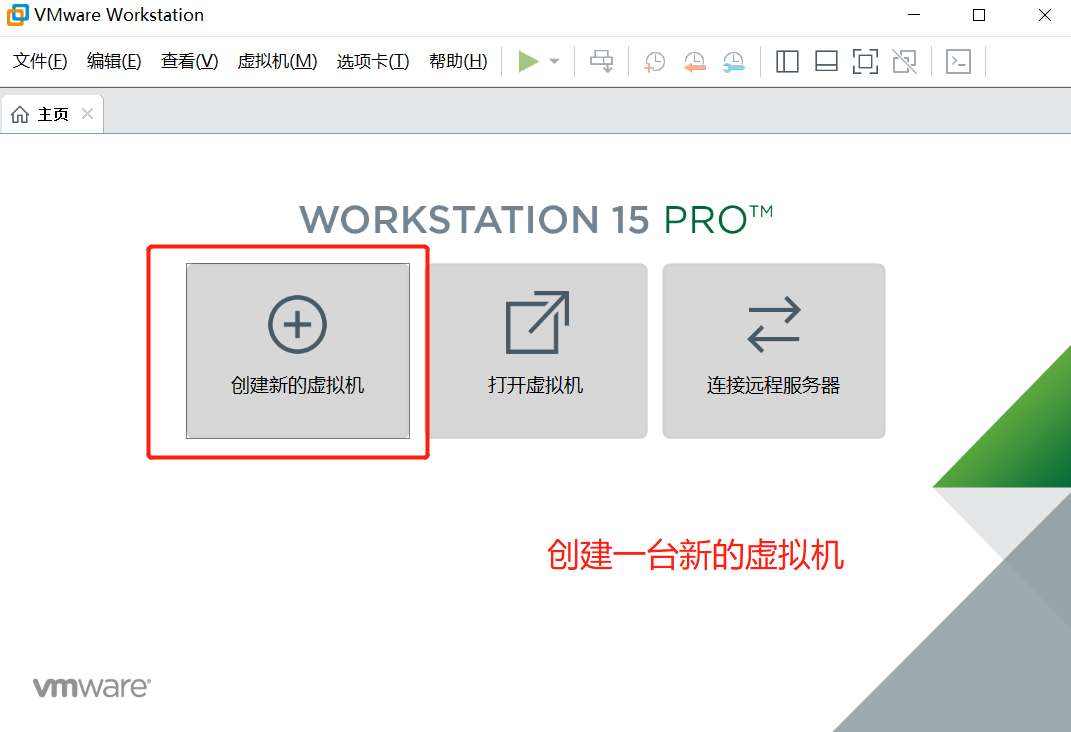 VMware Workstation
文件(F) 编辑(E) 查看(V) 虚拟机(M) 选项卡(T) 帮助(H)
主页
WORKSTATION 15 PRO™
创建新的虚拟机 打开虚拟机 连接远程服务器
创建一台新的虚拟机
vmware®